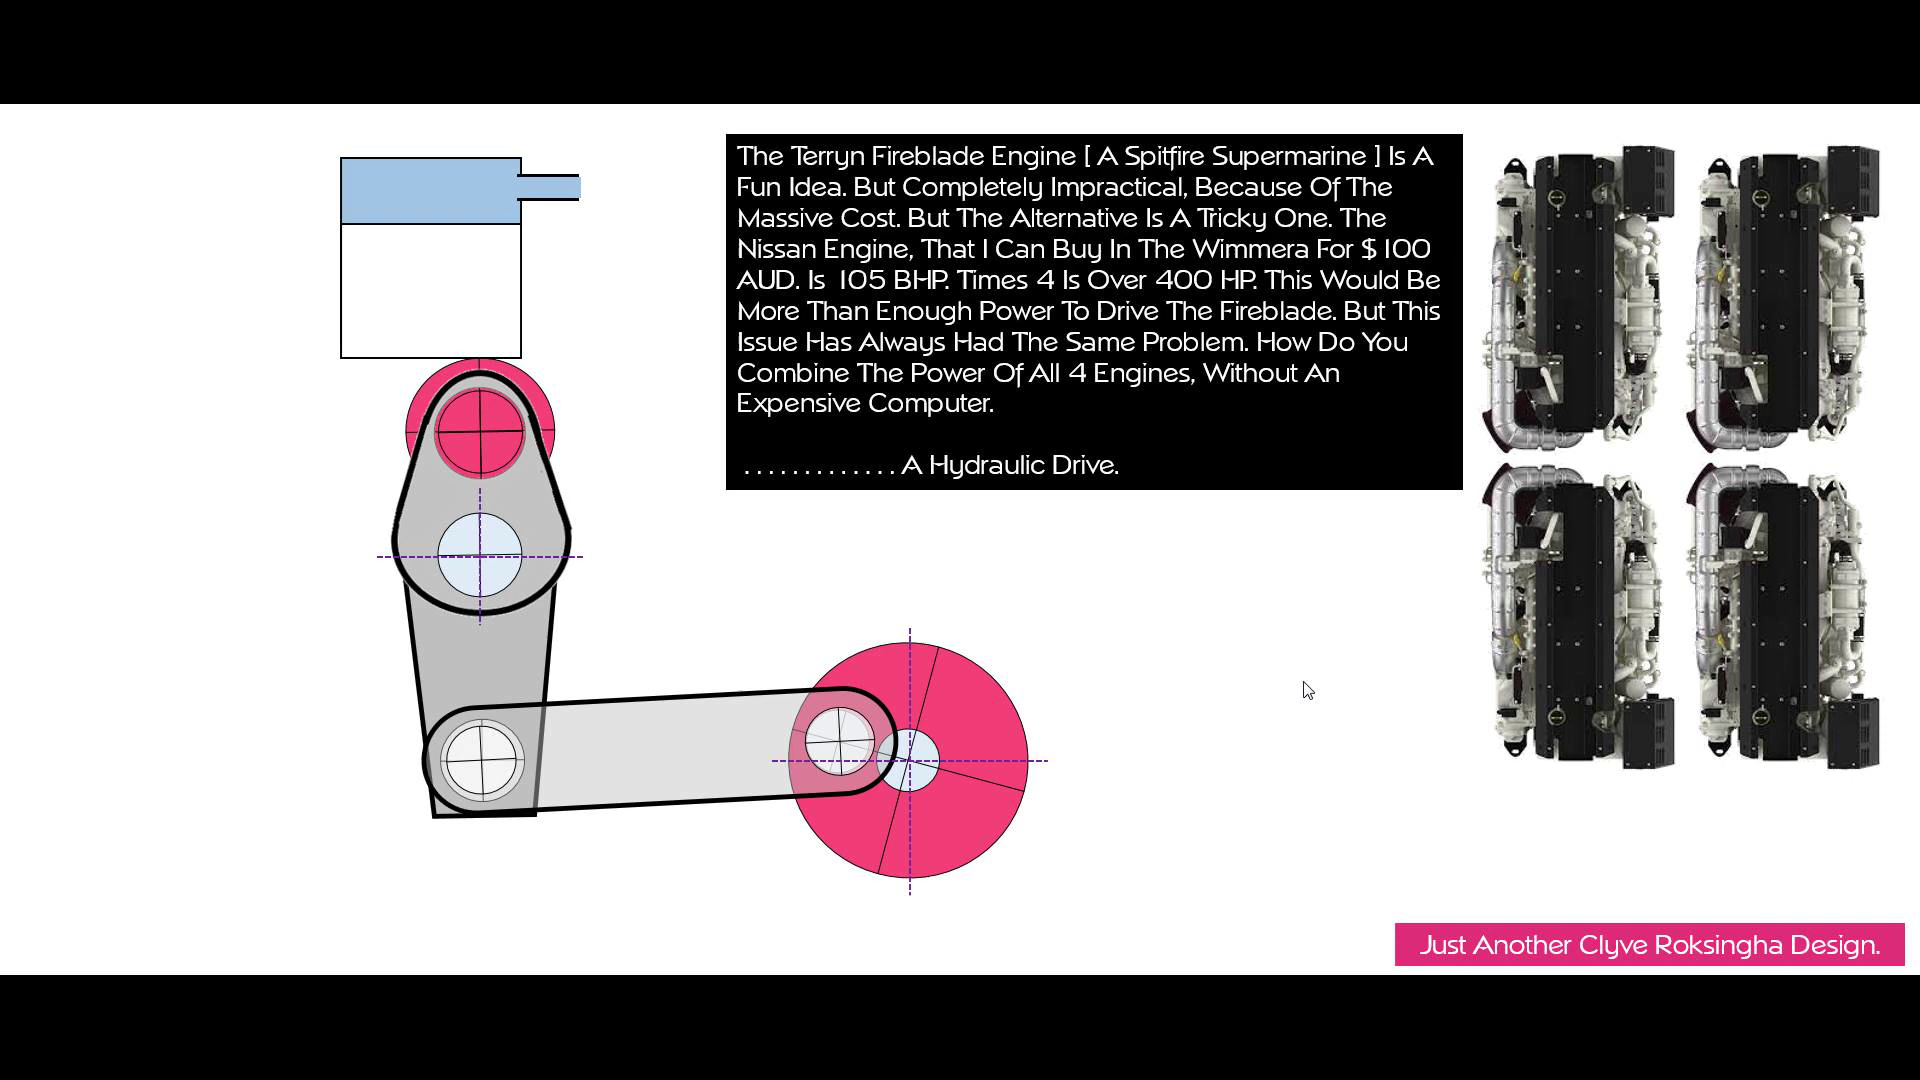 The Terryn Fireblade Engine [ A Spitfire Supermarine ] Is A
Fun Idea. But Completely Impractical, Because Of The
Massive Cost. But The Alternative Is A Tricky One. The
Nissan Engine, That I Can Buy In The Wimmera For $ 100
AUD. Is  105 BHP. Times 4 Is Over 400 HP. This Would Be
More Than Enough Power To Drive The Fireblade. But This
Issue Has Always Had The Same Problem. How Do You
Combine The Power Of All 4 Engines, Without An
Expensive Computer.
. . . . . . . . . . . . . A Hydraulic Drive.
Just Another Clyve Roksingha Design.